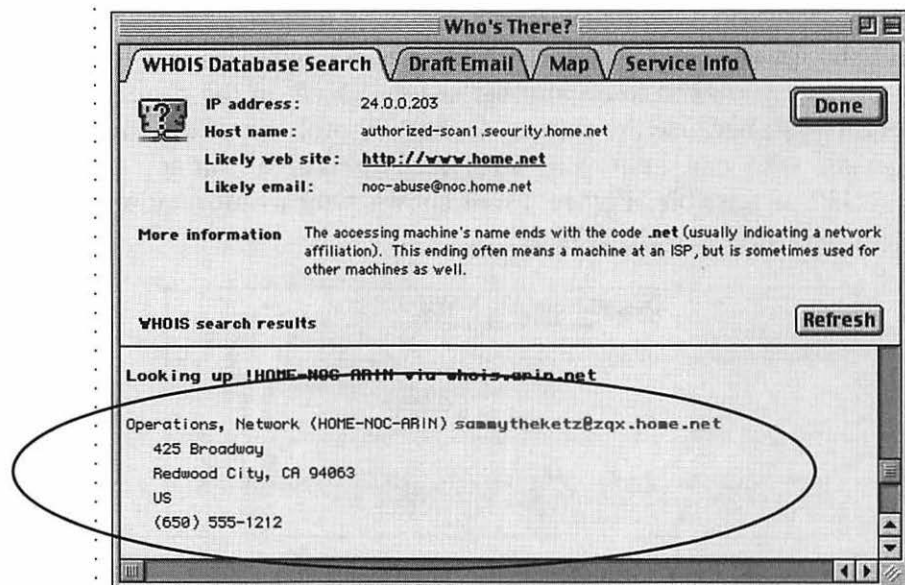 Who's There?
WHOIS Database Search Draft Email Map Service Info
IP address: 24.0.0.203
Done
Host name: authorized-scan1.security.home.net
Likely web site: http://www.home.net
Likely email: noc-abuse@noc.home.net
More information The accessing machine's name ends with the code .net (usually indicating a network
affiliation). This ending often means a machine at an ISP, but is sometimes used for
other machines as well.
WHOIS search results
Refresh
Looking up !HOME-NOC-ARIN via whois.arin.net
Operations, Network (HOME-NOC-ARIN) sammytheketz@zqx.home.net
425 Broadway
Redwood City, CA 94063
US
(650) 555-1212